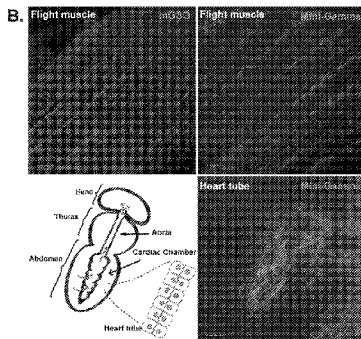 B.
Flight muscle
Flight muscle
Head
Thorax
Aorta
Abdomen
Cardiac Chamber
Heart tube
Heart tube